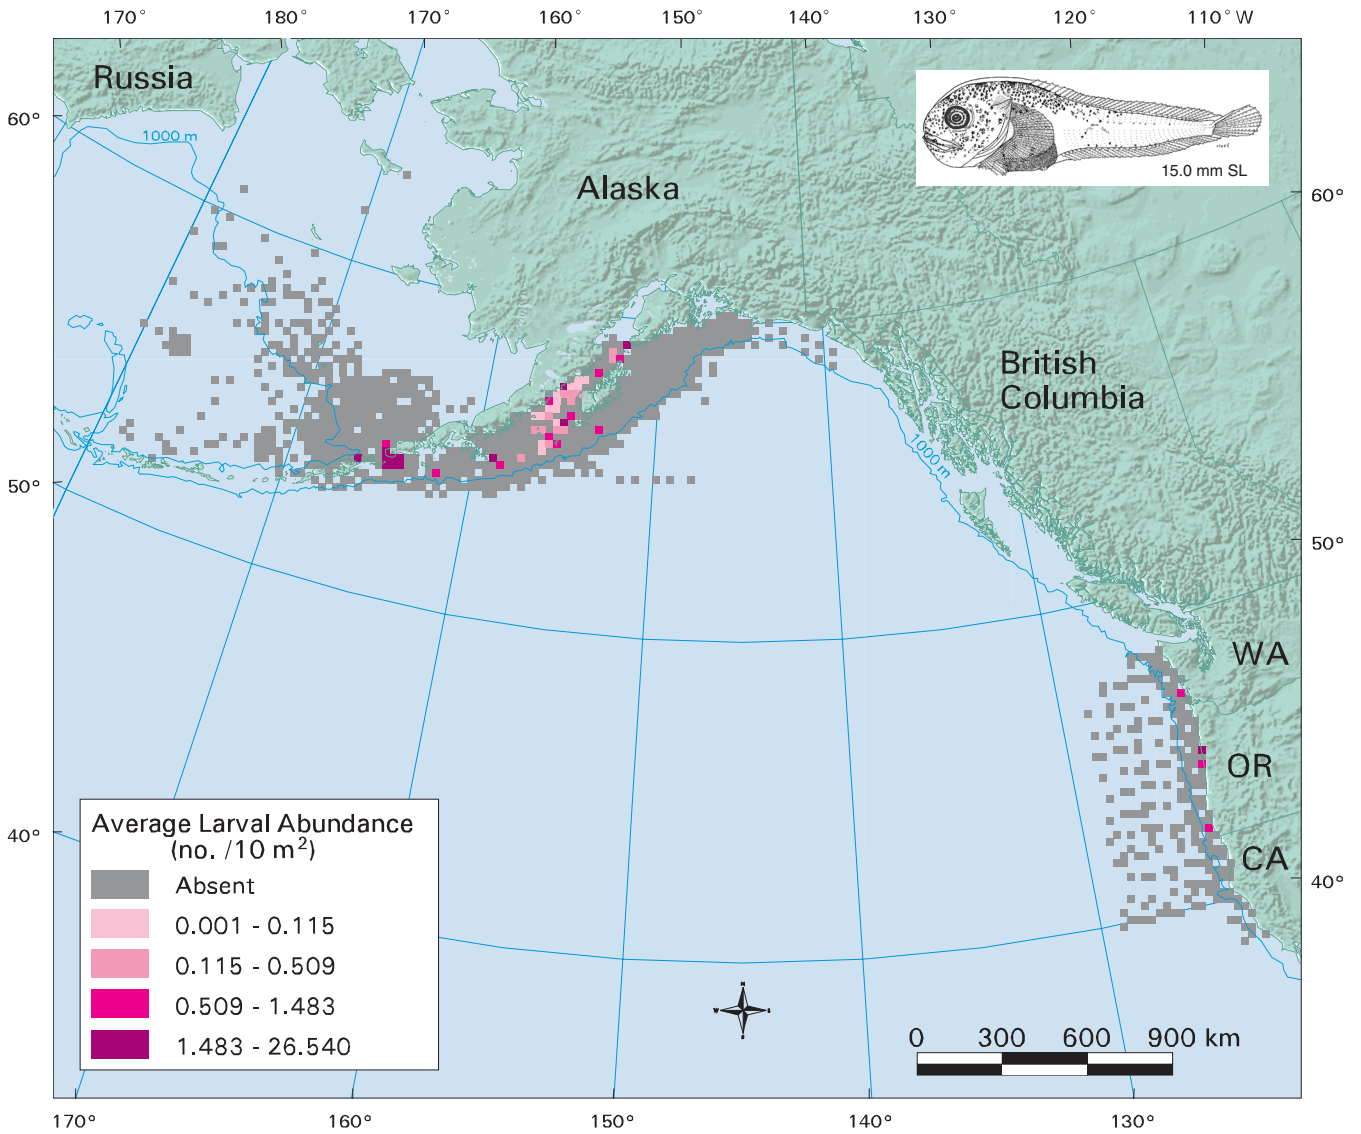 170° 180° 170° 160° 150° 140° 130° 120° 110° W
Russia
1000 m
60°
Alaska
15.0 mm SL
60°
British
Columbia
1000 m
50°
50°
WA
OR
CA
40°
40°
Average Larval Abundance
(no. /10 m²)
Absent
0.001 - 0.115
0.115 - 0.509
0.509 - 1.483
1.483 - 26.540
N
W
S
0 300 600 900 km
170° 160° 150° 140° 130°